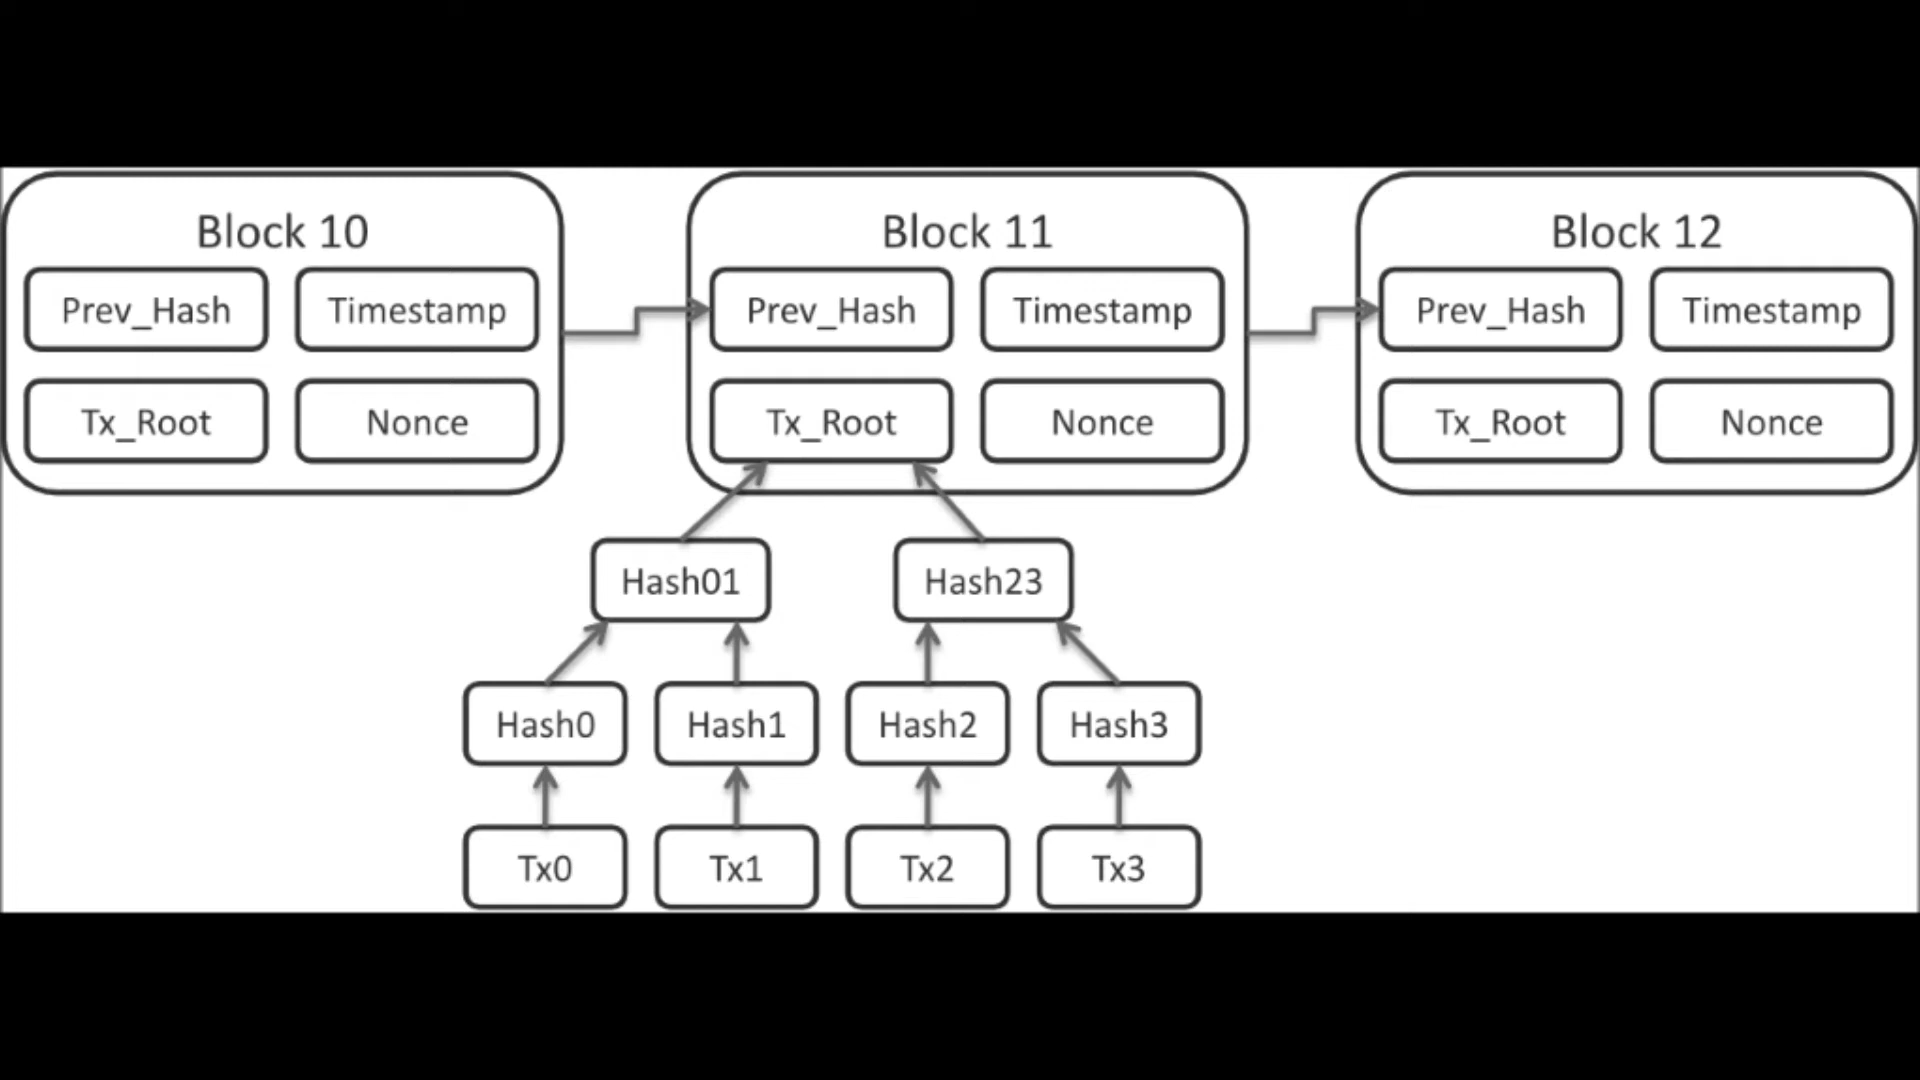 Block 10
Prev_Hash
Timestamp
Tx_Root
Nonce
Block 11
Prev_Hash
Timestamp
Tx_Root
Nonce
Block 12
Prev_Hash
Timestamp
Tx_Root
Nonce
Hash01
Hash23
Hash0
Hash1
Hash2
Hash3
Tx0
Tx1
Tx2
Tx3